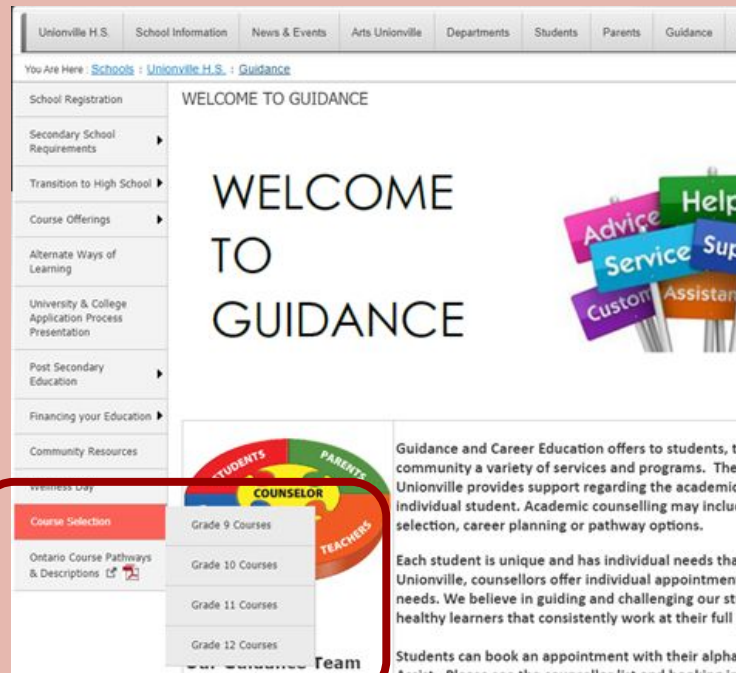 Unionville H.S. School Information News & Events Arts Unionville Departments Students Parents Guidance
You Are Here : Schools : Unionville H.S. : Guidance
School Registration
Secondary School
Requirements
Transition to High School
Course Offerings
Alternate Ways of
Learning
University & College
Application Process
Presentation
Post Secondary
Education
Financing your Education
Community Resources
Wellness Day
Course Selection
Ontario Course Pathways
& Descriptions
Grade 9 Courses
Grade 10 Courses
Grade 11 Courses
Grade 12 Courses
WELCOME TO GUIDANCE
WELCOME
TO
GUIDANCE
Advice
Help
Service
Custom
STUDENTS
PARENTS
COUNSELOR
TEACHERS
Our Guidance Team
Guidance and Career Education offers to students,
community a variety of services and programs. The
Unionville provides support regarding the academic
individual student. Academic counselling may
selection, career planning or pathway options.
Each student is unique and has individual needs
Unionville, counsellors offer individual
needs. We believe in guiding and challenging our
healthy learners that consistently work at their full
Students can book an appointment with their